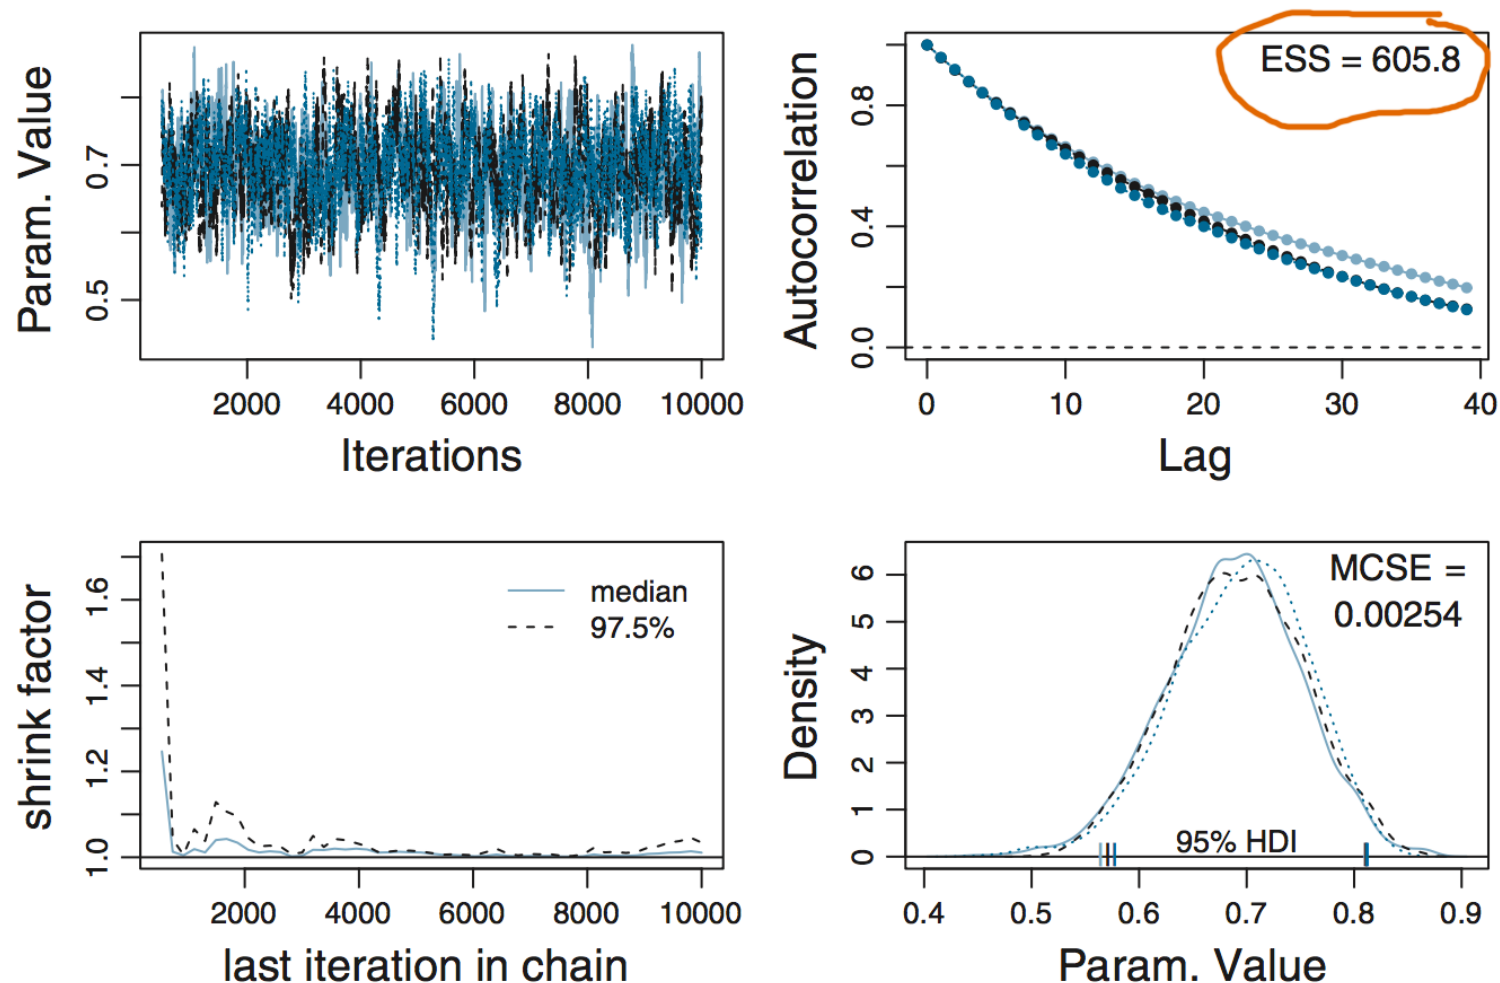 Param. Value
0.7
0.5
2000 4000 6000 8000 10000
Iterations
Autocorrelation
0.8
0.4
0.0
ESS = 605.8
0 10 20 30 40
Lag
shrink factor
1.6
1.4
1.2
1.0
median
97.5%
2000 4000 6000 8000 10000
last iteration in chain
Density
6
5
4
3
2
1
0
MCSE =
0.00254
95% HDI
0.4 0.5 0.6 0.7 0.8 0.9
Param. Value